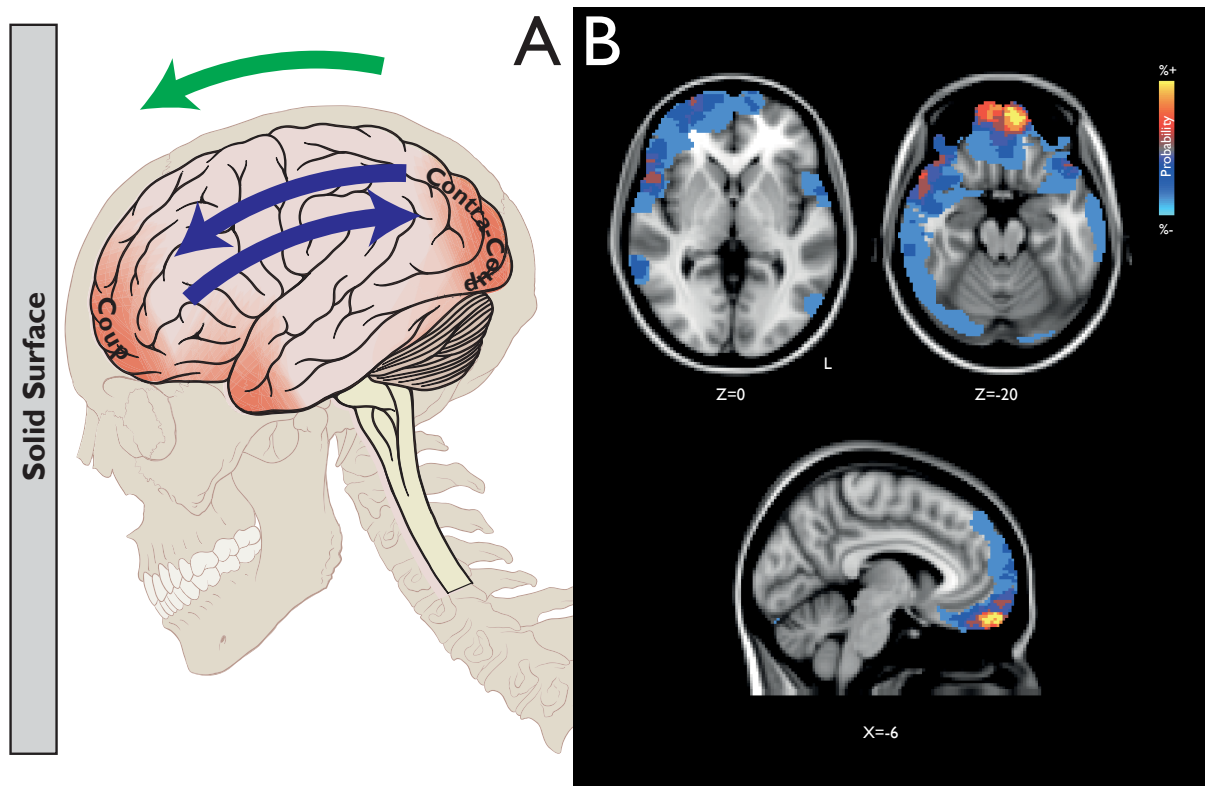 A
Solid Surface
Coup
Contra-Coup
B
%+
Probability
%-
L
Z=0
Z=-20
X=-6